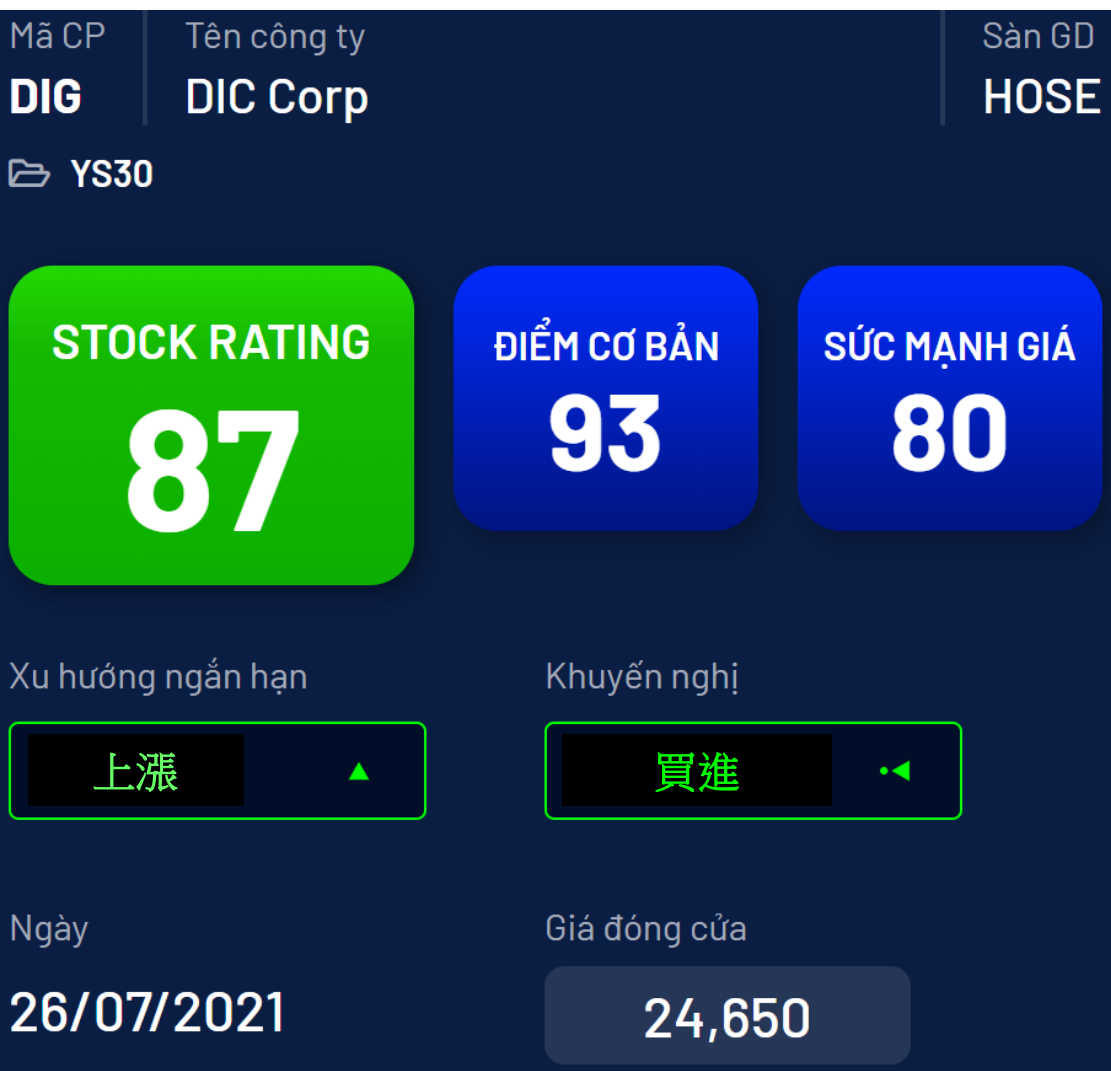 Mã CP Tên công ty Sàn GD
DIG DIC Corp HOSE
YS30
STOCK RATING ĐIỂM CƠ BẢN SỨC MẠNH GIÁ
87 93 80
Xu hướng ngắn hạn Khuyến nghị
上漲 買進
Ngày Giá đóng cửa
26/07/2021 24,650